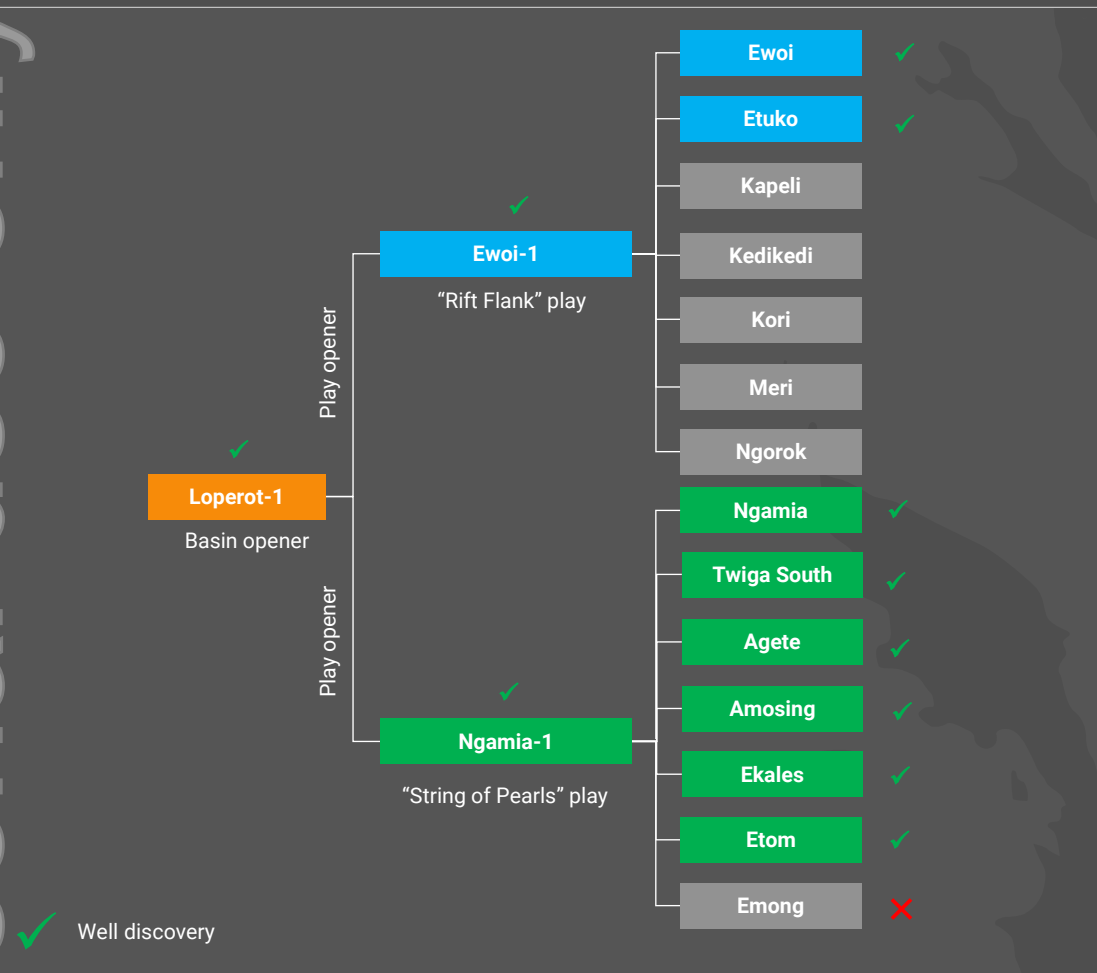 Ewoi
Etuko
Kapeli
Ewoi-1
Kedikedi
“Rift Flank” play
Kori
Play opener
Meri
Ngorok
Loperot-1
Ngamia
Basin opener
Twiga South
Play opener
Agete
Amosing
Ngamia-1
Ekales
“String of Pearls” play
Etom
Emong
Well discovery